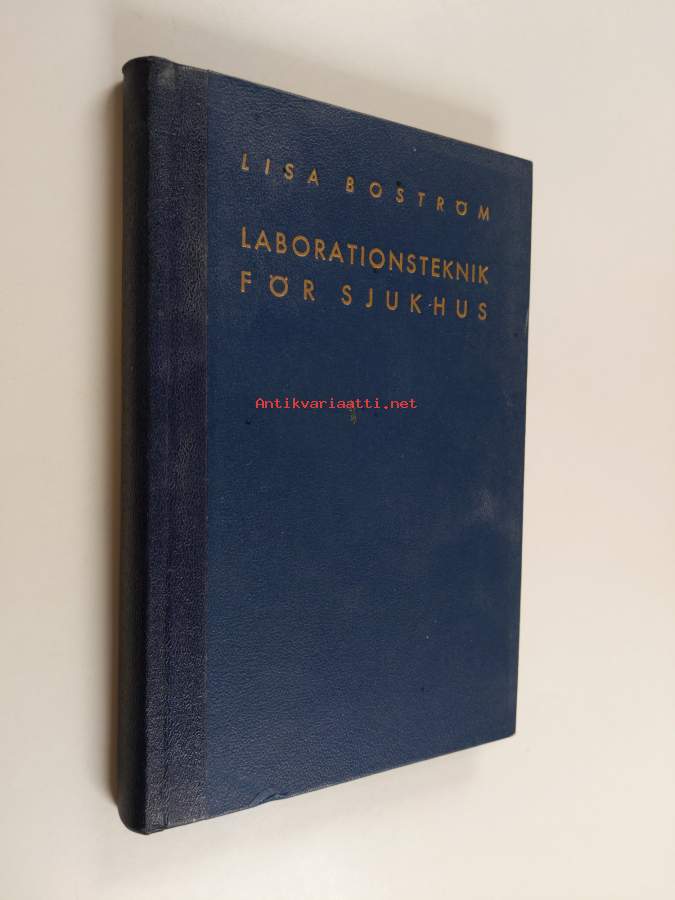 LISA BOSTRÖM
LABORATIONSTEKNIK
FÖR SJUKHUS
Antikvariaatti.net